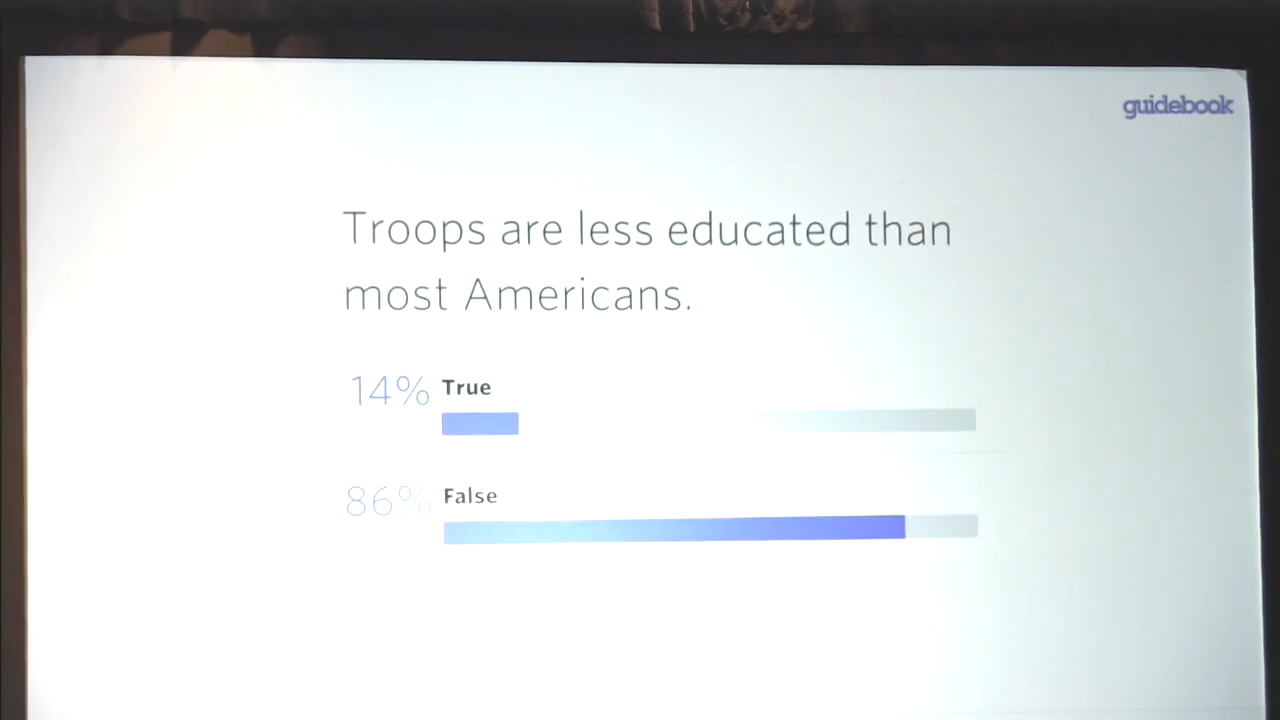 guidebook
Troops are less educated than
most Americans.
14% True
86% False